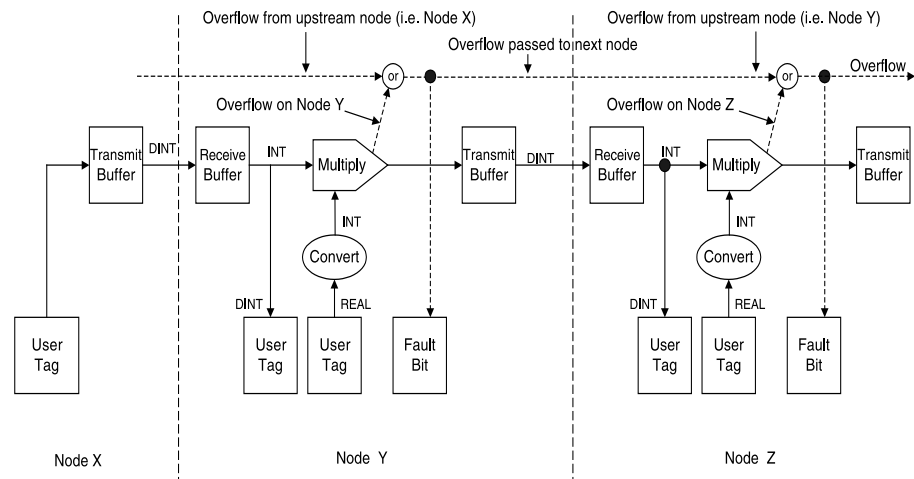 Overflow from upstream node (i.e. Node X)
Overflow from upstream node (i.e. Node Y)
Overflow passed to next node
or
or
Overflow
Overflow on Node Y
Overflow on Node Z
Transmit
Buffer
DINT
Receive
Buffer
INT
Multiply
Transmit
Buffer
DINT
Receive
Buffer
INT
Multiply
Transmit
Buffer
INT
INT
Convert
Convert
DINT
REAL
DINT
REAL
User
Tag
User
Tag
User
Tag
Fault
Bit
User
Tag
User
Tag
Fault
Bit
Node X
Node Y
Node Z